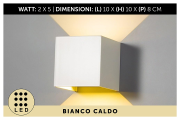 WATT: 2 X 5 | DIMENSIONI: (L) 10 X (H) 10 X (P) 8 CM
LED
BIANCO CALDO